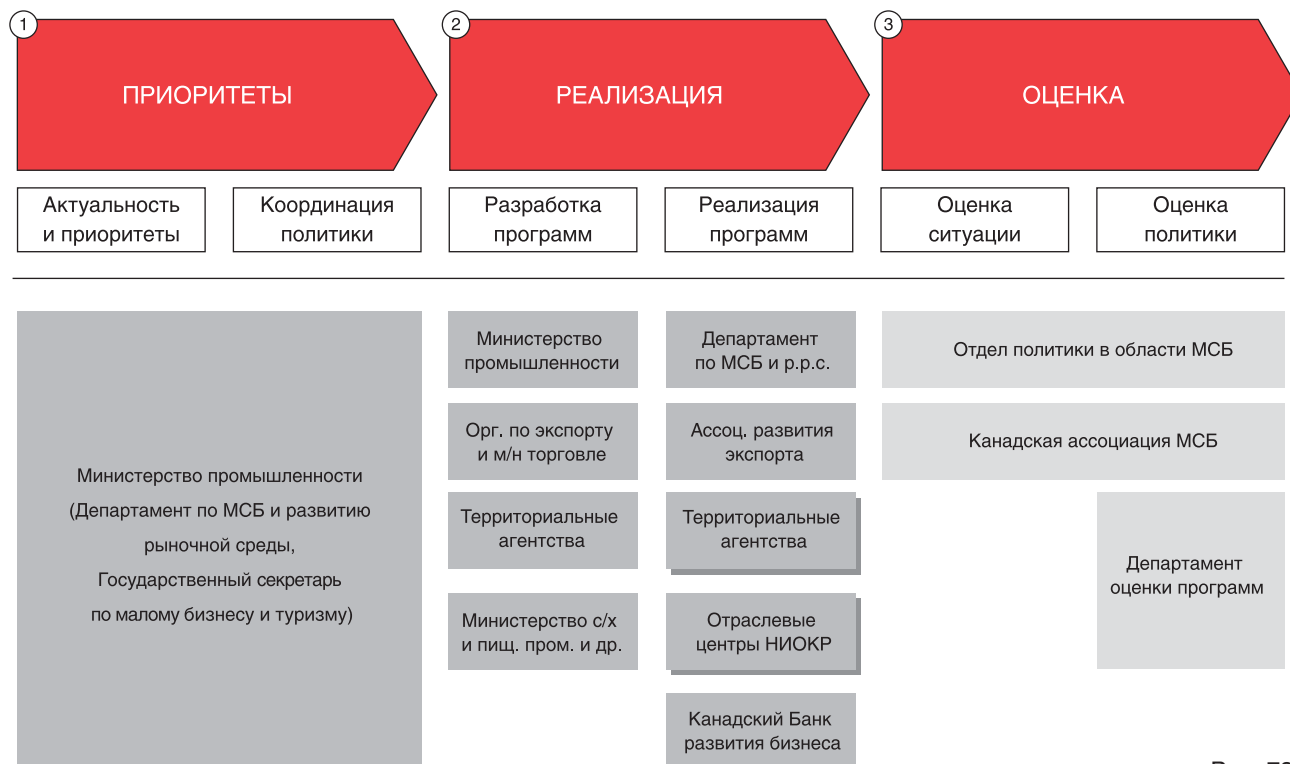 1
ПРИОРИТЕТЫ
2
РЕАЛИЗАЦИЯ
3
ОЦЕНКА
Актуальность
и приоритеты
Координация
политики
Разработка
программ
Реализация
программ
Оценка
ситуации
Оценка
политики
Министерство промышленности
(Департамент по МСБ и развитию
рыночной среды,
Государственный секретарь
по малому бизнесу и туризму)
Министерство
промышленности
Орг. по экспорту
и м/н торговле
Территориальные
агентства
Министерство с/х
и пищ. пром. и др.
Департамент
по МСБ и р.р.с.
Ассоц. развития
экспорта
Территориальные
агентства
Отраслевые
центры НИОКР
Канадский Банк
развития бизнеса
Отдел политики в области МСБ
Канадская ассоциация МСБ
Департамент
оценки программ